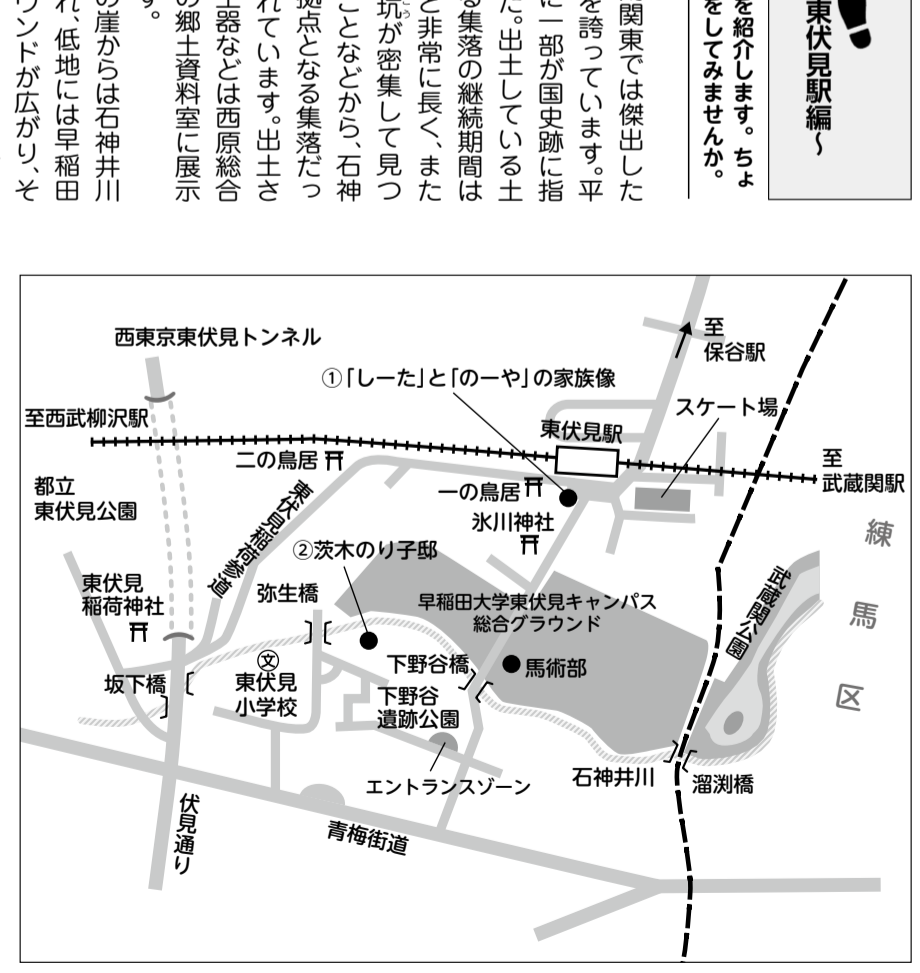 東伏見駅編〜
を紹介します。ちょ
をしてみませんか。
関東では傑出した
を誇っています。平
に一部が国史跡に指
た。出土している土
る集落の継続期間は
と非常に長く、また
坑が密集して見つ
こう
ことなどから、石神
拠点となる集落だっ
れています。出土さ
土器などは西原総合
の郷土資料室に展示
す。
の崖からは石神井川
れ、低地には早稲田
ウンドが広がり、そ
西東京東伏見トンネル
至
保谷駅
①「しーた」と「のーや」の家族像
スケート場
至西武柳沢駅
東伏見駅
二の鳥居
至
武蔵関駅
都立
東伏見公園
一の鳥居
氷川神社
東伏見稲荷参道
練馬区
②茨木のり子邸
武蔵関公園
東伏見
稲荷神社
弥生橋
早稲田大学東伏見キャンパス
総合グラウンド
下野谷橋
馬術部
坂下橋
文
東伏見
小学校
下野谷
遺跡公園
エントランスゾーン
石神井川
溜渕橋
伏見通り
青梅街道